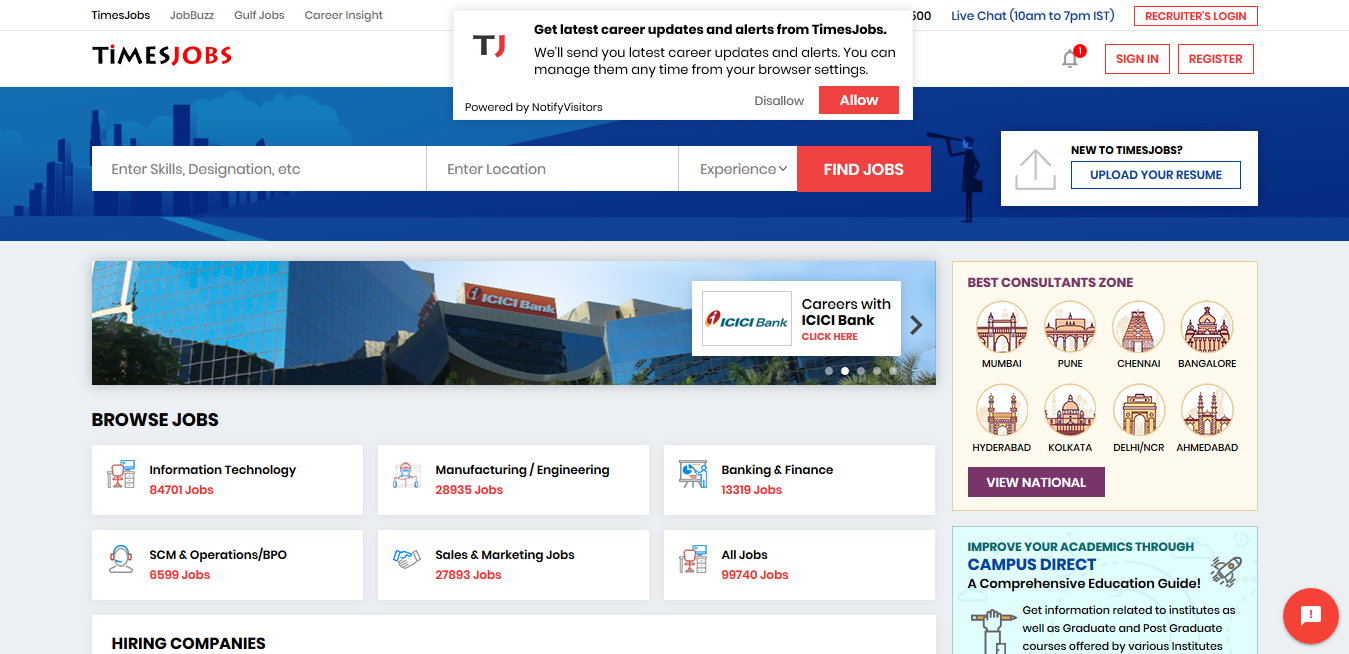 TimesJobs JobBuzz Gulf Jobs Career Insight
500 Live Chat (10am to 7pm IST) RECRUITER'S LOGIN
TiMESJOBS
TJ
Get latest career updates and alerts from TimesJobs.
We'll send you latest career updates and alerts. You can
manage them any time from your browser settings.
Powered by NotifyVisitors
Disallow Allow
1
SIGN IN REGISTER
Enter Skills, Designation, etc Enter Location Experience FIND JOBS
NEW TO TIMESJOBS?
UPLOAD YOUR RESUME
ICICI Bank
ICICI Bank
Careers with
ICICI Bank
CLICK HERE
BROWSE JOBS
Information Technology
84701 Jobs
Manufacturing / Engineering
28935 Jobs
Banking & Finance
13319 Jobs
SCM & Operations/BPO
6599 Jobs
Sales & Marketing Jobs
27893 Jobs
All Jobs
99740 Jobs
HIRING COMPANIES
BEST CONSULTANTS ZONE
MUMBAI PUNE CHENNAI BANGALORE
HYDERABAD KOLKATA DELHI/NCR AHMEDABAD
VIEW NATIONAL
IMPROVE YOUR ACADEMICS THROUGH
CAMPUS DIRECT
A Comprehensive Education Guide!
Get information related to institutes as
well as Graduate and Post Graduate
courses offered by various Institutes